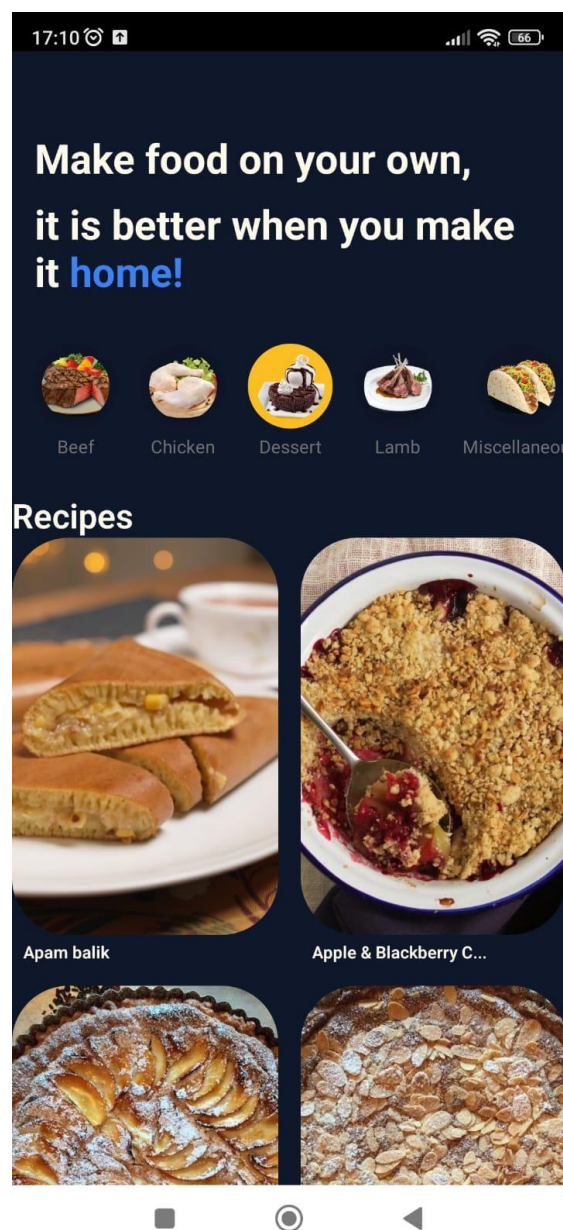 17:10
66
Make food on your own,
it is better when you make
it home!
Beef Chicken Dessert Lamb Miscellaneou
Recipes
Apam balik Apple & Blackberry C...